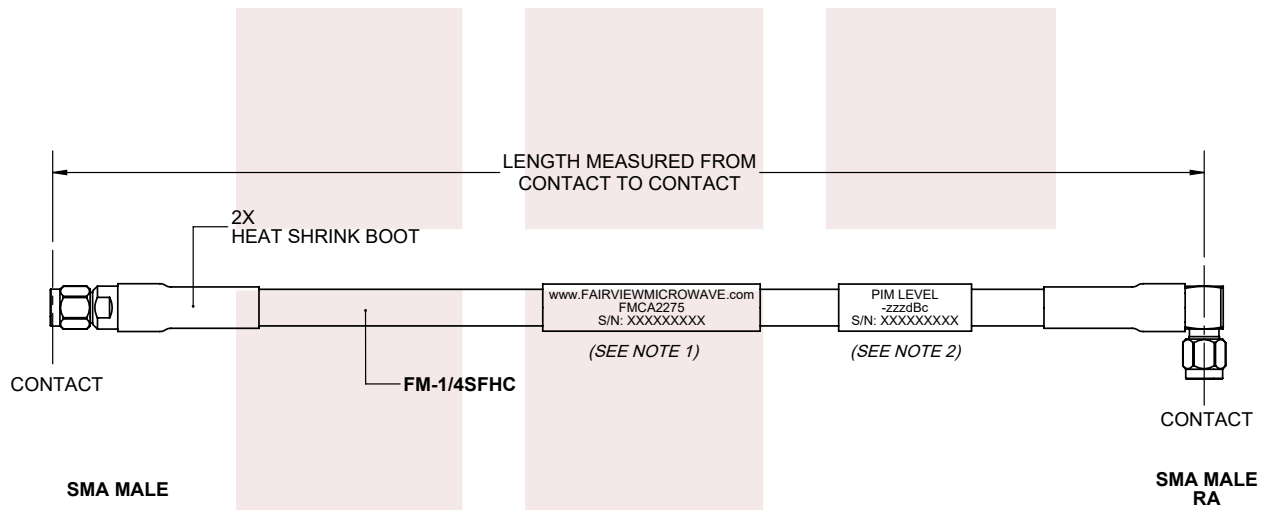 LENGTH MEASURED FROM
CONTACT TO CONTACT
2X
HEAT SHRINK BOOT
www.FAIRVIEWMICROWAVE.com
FMCA2275
S/N: XXXXXXXXX
PIM LEVEL
-zzzdBc
S/N: XXXXXXXXX
(SEE NOTE 1)
(SEE NOTE 2)
CONTACT
FM-1/4SFHC
CONTACT
SMA MALE
SMA MALE
RA